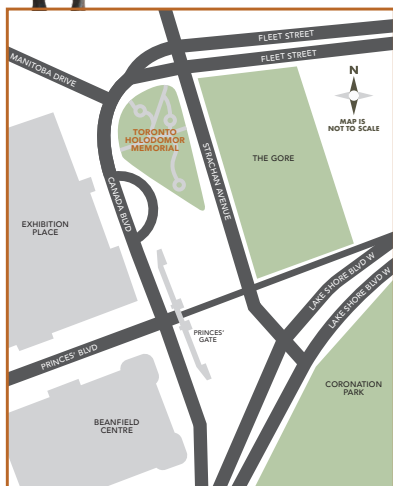 FLEET STREET
FLEET STREET
MANITOBA DRIVE
N
MAP IS
NOT TO SCALE
TORONTO
HOLODOMOR
MEMORIAL
STRACHAN AVENUE
THE GORE
CANADA BLVD
EXHIBITION
PLACE
LAKE SHORE BLVD W
LAKE SHORE BLVD W
PRINCES'
GATE
PRINCES' BLVD
CORONATION
PARK
BEANFIELD
CENTRE